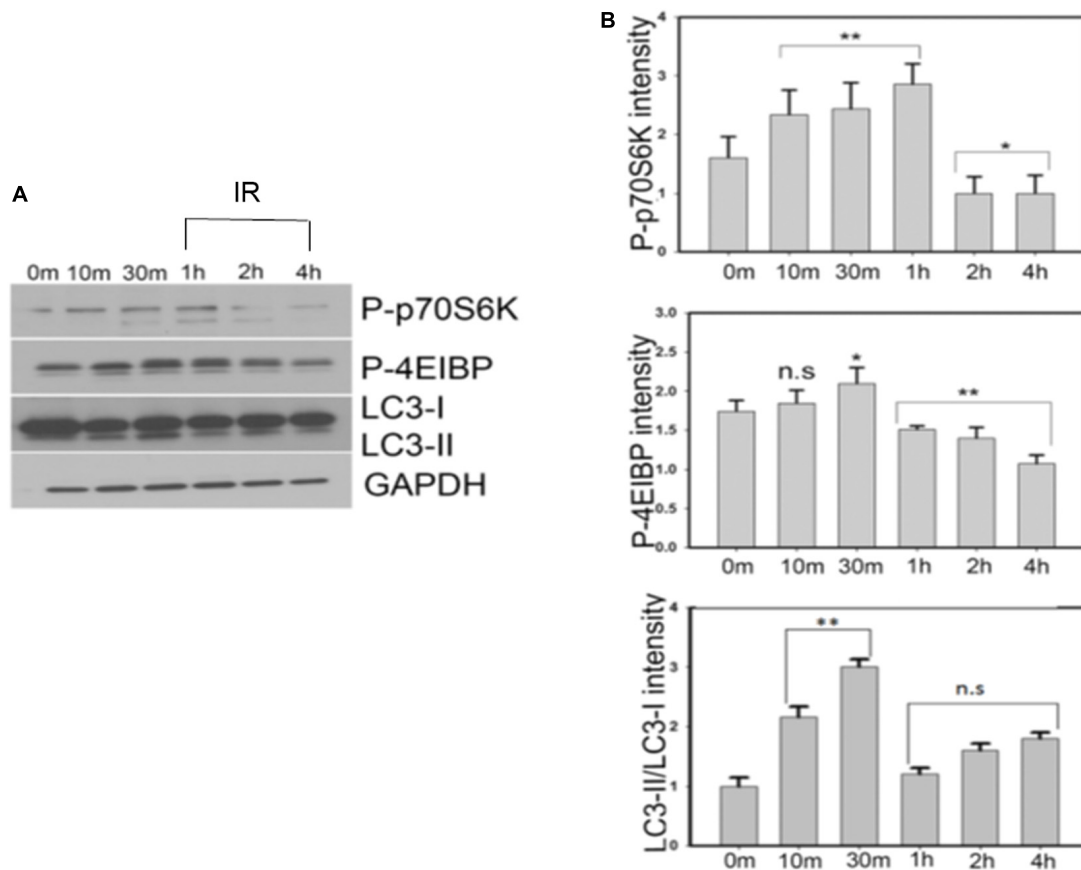 A
IR
0m 10m 30m 1h 2h 4h
P-p70S6K
P-4EIBP
LC3-I
LC3-II
GAPDH
B
P-p70S6K intensity
4
3
2
1
0
**
*
0m 10m 30m 1h 2h 4h
P-4EIBP intensity
3.0
2.5
2.0
1.5
1.0
0.5
0.0
n.s
*
**
0m 10m 30m 1h 2h 4h
LC3-II/LC3-I intensity
4
3
2
1
0
**
n.s
0m 10m 30m 1h 2h 4h